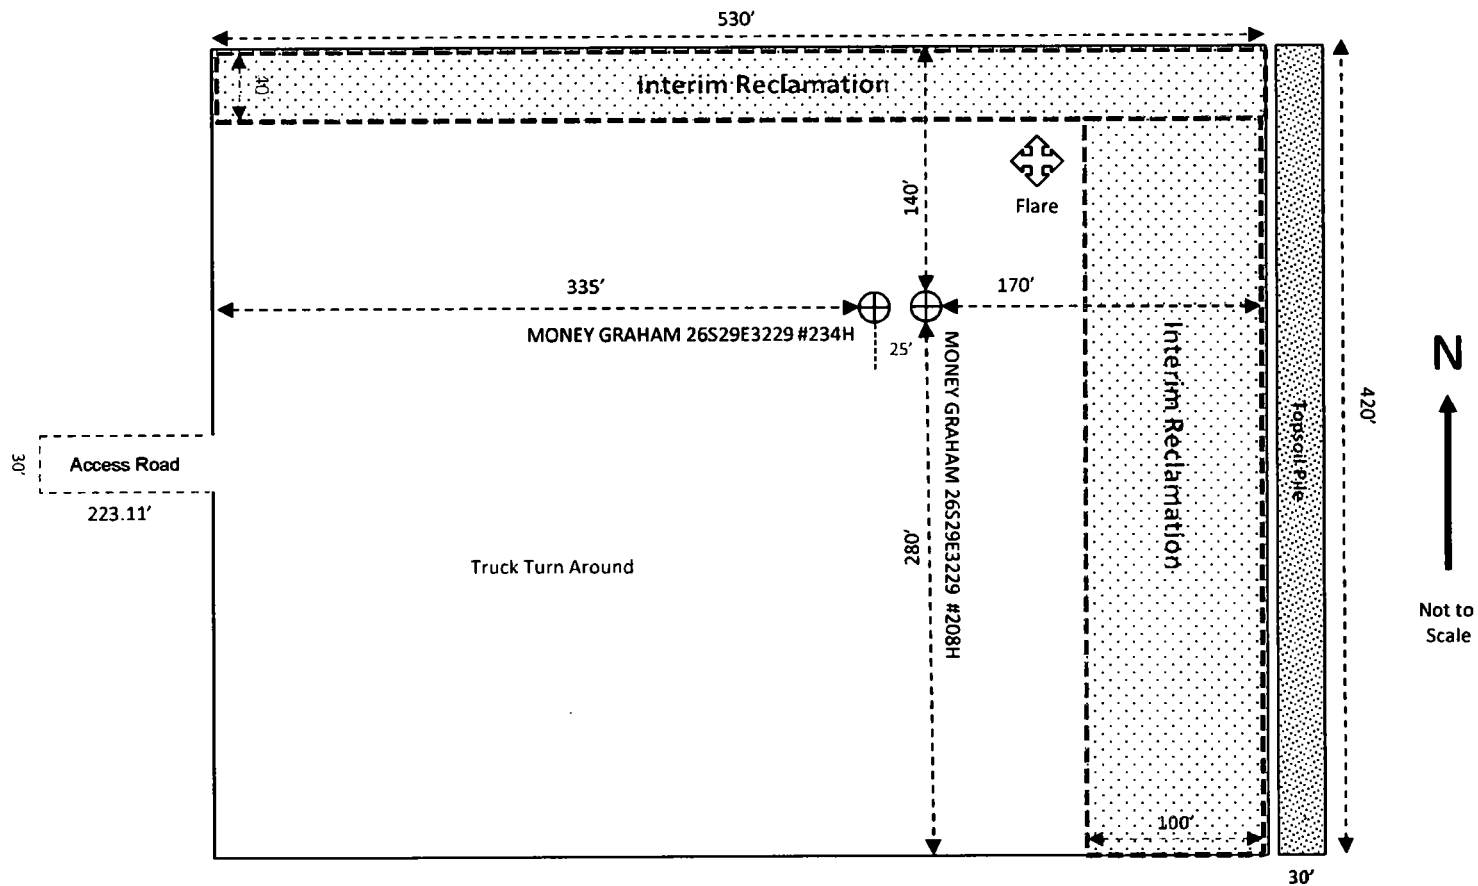 530'
Interim Reclamation
40'
Flare
140'
335'
170'
MONEY GRAHAM 26S29E3229 #234H
25'
MONEY GRAHAM 26S29E3229 #208H
Interim Reclamation
Topsoil Pile
420'
N
Access Road
30'
223.11'
280'
Truck Turn Around
Not to
Scale
100'
30'